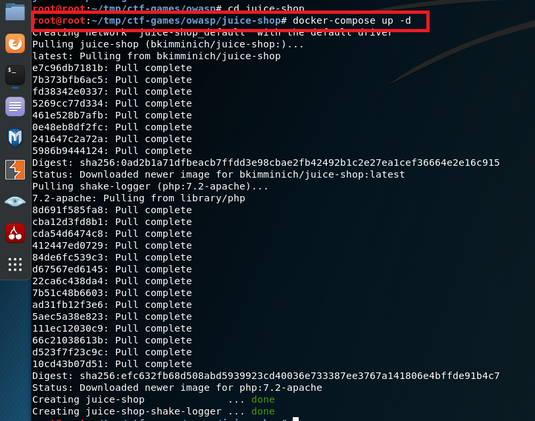 root@root:~/tmp/ctf-games/owasp# cd juice-shop
root@root:~/tmp/ctf-games/owasp/juice-shop# docker-compose up -d
Creating network "juice-shop_default" with the default driver
Pulling juice-shop (bkimminich/juice-shop:)...
latest: Pulling from bkimminich/juice-shop
e7c96db7181b: Pull complete
7b373bfb6ac5: Pull complete
fd38342e0337: Pull complete
5269cc77d334: Pull complete
461e528b7afb: Pull complete
0e48eb8df2fc: Pull complete
241647c2a72a: Pull complete
5986b9444124: Pull complete
Digest: sha256:0ad2b1a71dfbeacb7ffdd3e98cbae2fb42492b1c2e27ea1cef36664e2e16c915
Status: Downloaded newer image for bkimminich/juice-shop:latest
Pulling shake-logger (php:7.2-apache)...
7.2-apache: Pulling from library/php
8d691f585fa8: Pull complete
cba12d3fd8b1: Pull complete
cda54d6474c8: Pull complete
412447ed0729: Pull complete
84de6fc539c3: Pull complete
d67567ed6145: Pull complete
22ca6c438da4: Pull complete
7b51c48b6603: Pull complete
ad31fb12f3e6: Pull complete
5aec5a38e823: Pull complete
111ec12030c9: Pull complete
66c21038613b: Pull complete
d523f7f23c9c: Pull complete
10cd43b07d51: Pull complete
Digest: sha256:efc632fb68d508abd5939923cd40036e733387ee3767a141806e4bffde91b4c7
Status: Downloaded newer image for php:7.2-apache
Creating juice-shop ... done
Creating juice-shop-shake-logger ... done